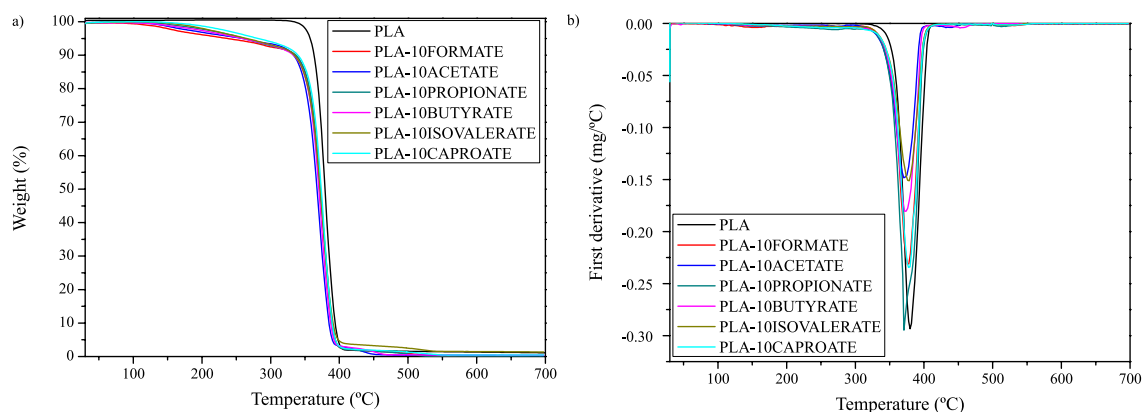 a)
100
90
80
70
60
50
40
30
20
10
0
Weight (%)
PLA
PLA-10FORMATE
PLA-10ACETATE
PLA-10PROPIONATE
PLA-10BUTYRATE
PLA-10ISOVALERATE
PLA-10CAPROATE
100 200 300 400 500 600 700
Temperature (ºC)
b)
0.00
-0.05
-0.10
-0.15
-0.20
-0.25
-0.30
First derivative (mg/ºC)
PLA
PLA-10FORMATE
PLA-10ACETATE
PLA-10PROPIONATE
PLA-10BUTYRATE
PLA-10ISOVALERATE
PLA-10CAPROATE
100 200 300 400 500 600 700
Temperature (ºC)